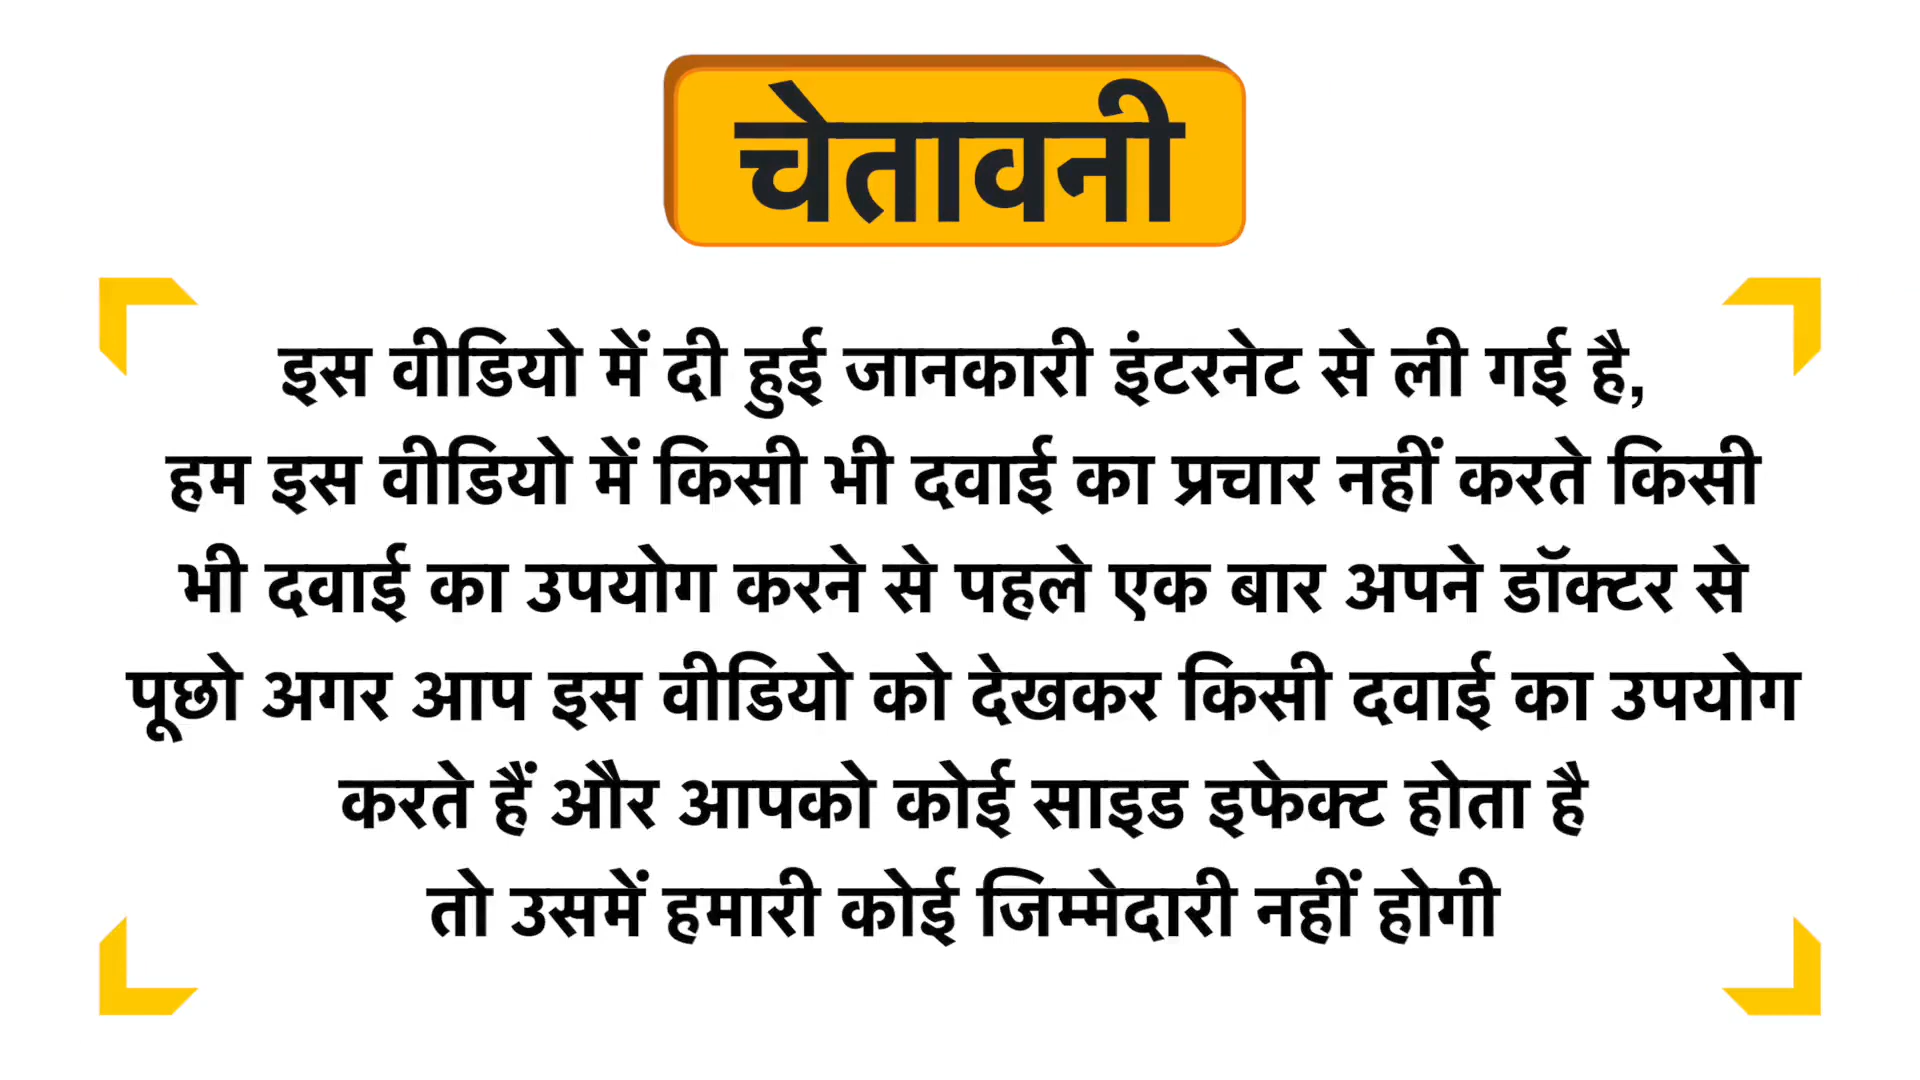 चेतावनी
इस वीडियो में दी हुई जानकारी इंटरनेट से ली गई है,
हम इस वीडियो में किसी भी दवाई का प्रचार नहीं करते किसी
भी दवाई का उपयोग करने से पहले एक बार अपने डॉक्टर से
पूछो अगर आप इस वीडियो को देखकर किसी दवाई का उपयोग
करते हैं और आपको कोई साइड इफेक्ट होता है
तो उसमें हमारी कोई जिम्मेदारी नहीं होगी